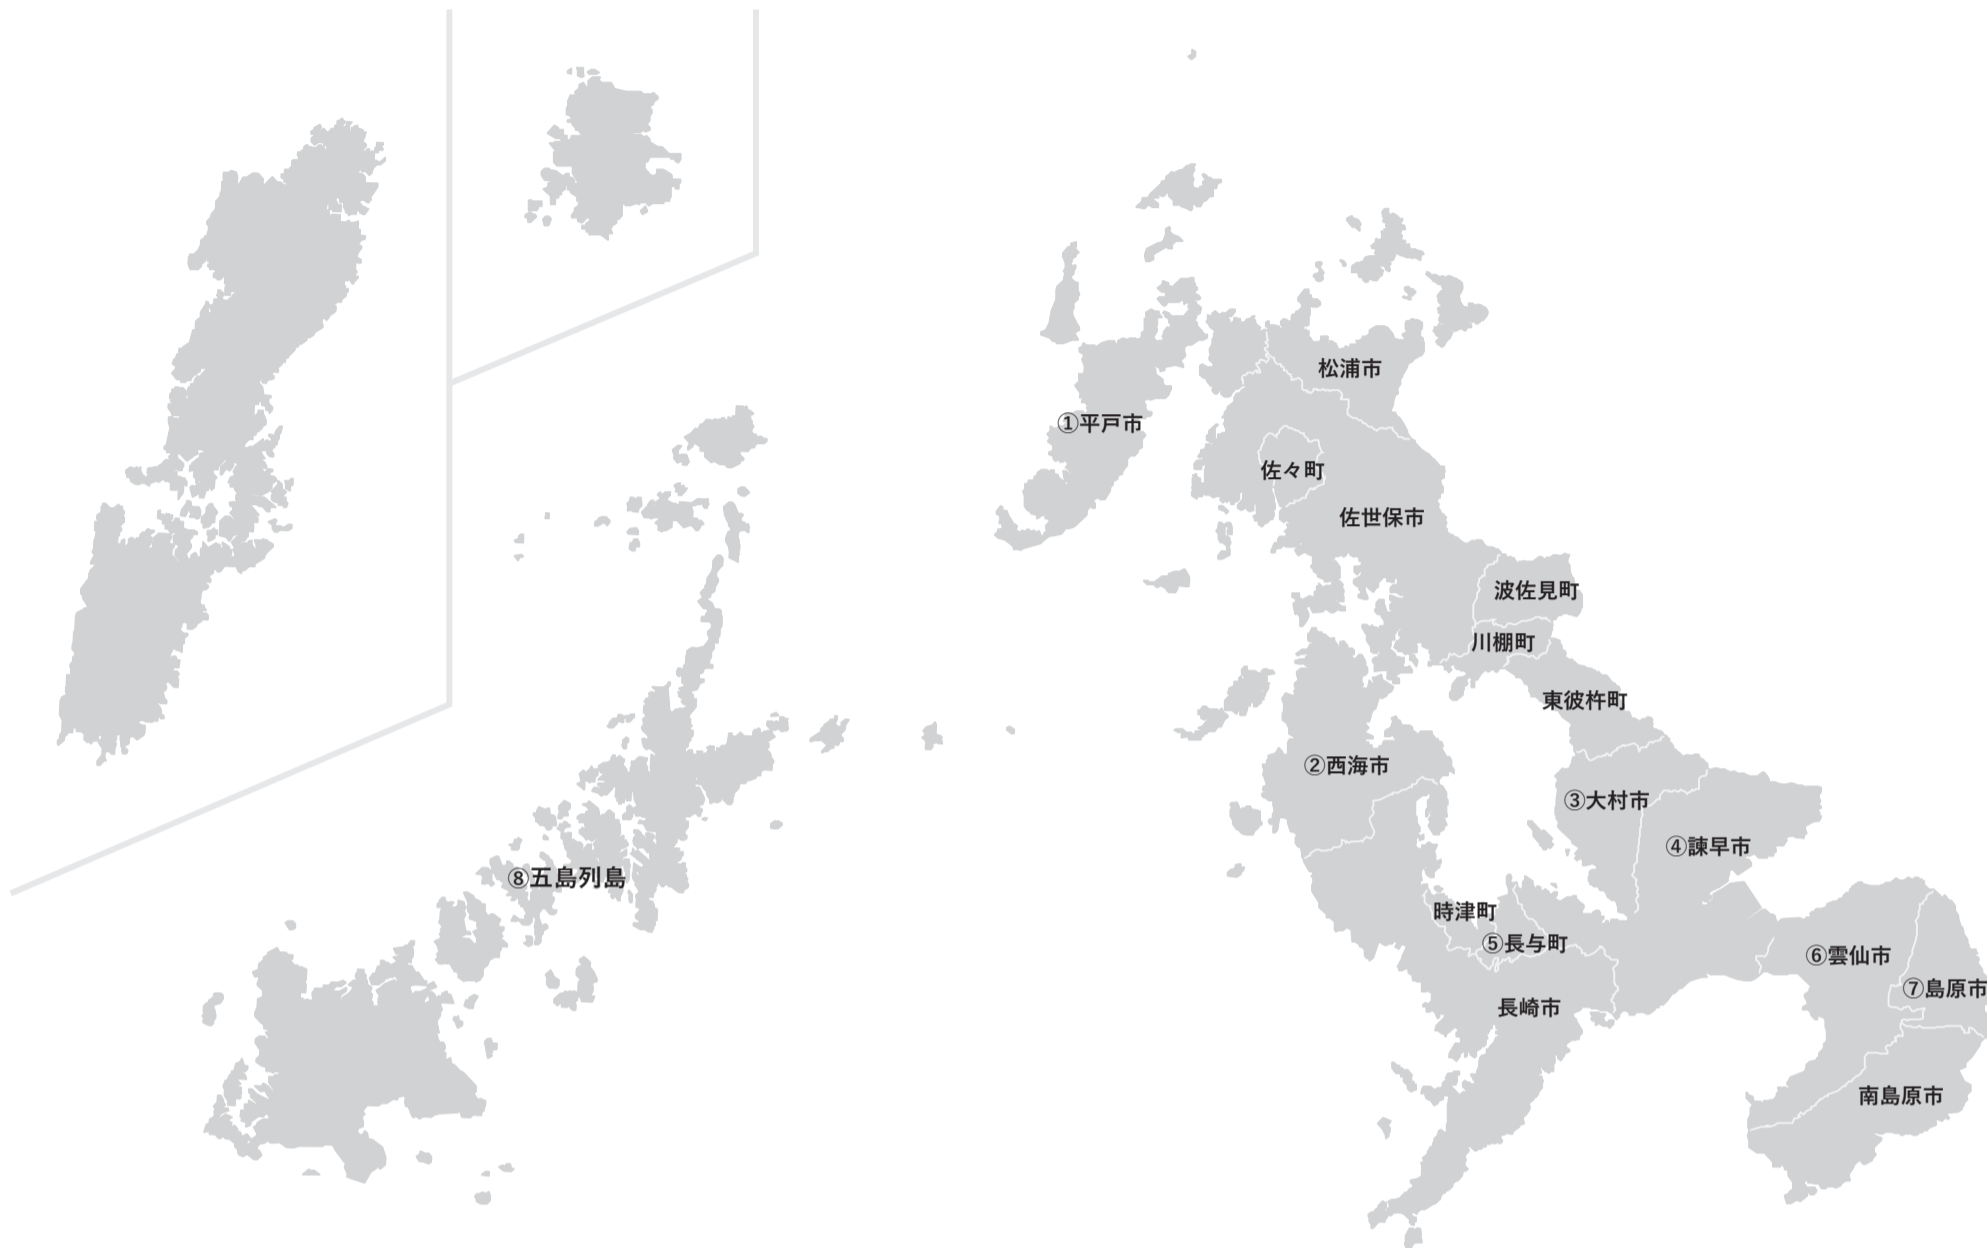 松浦市
①平戸市
佐々町
佐世保市
波佐見町
川棚町
東彼杵町
②西海市
③大村市
④諫早市
⑧五島列島
時津町
⑤長与町
⑥雲仙市
⑦島原市
長崎市
南島原市